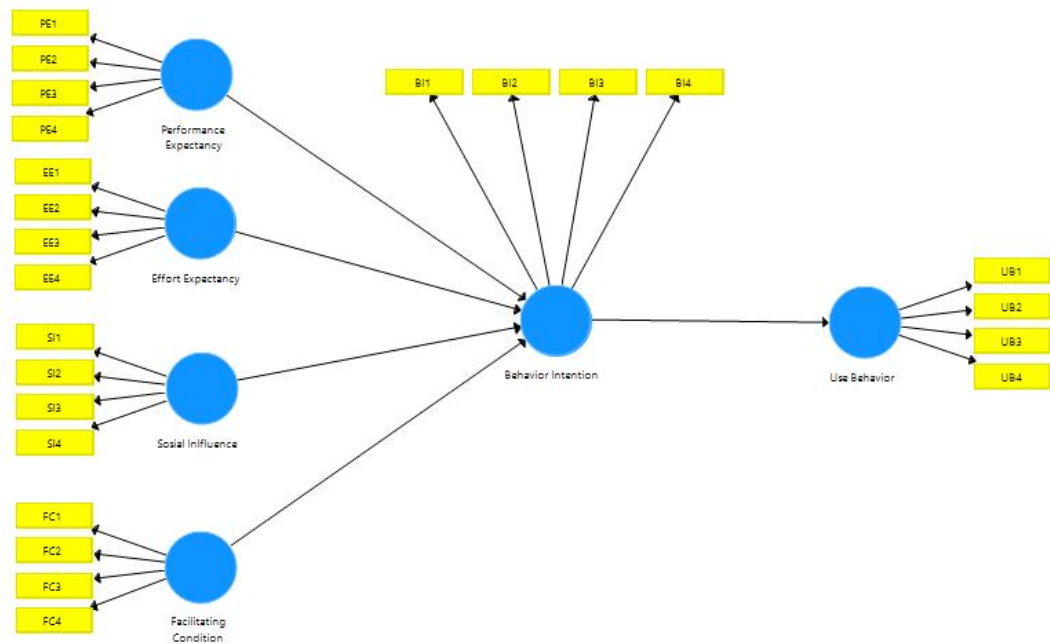 PE1
PE2
PE3
PE4
Performance
Expectancy
EE1
EE2
EE3
EE4
Effort Expectancy
SI1
SI2
SI3
SI4
Sosial Inlfluence
FC1
FC2
FC3
FC4
Facilitating
Condition
BI1
BI2
BI3
BI4
Behavior Intention
Use Behavior
UB1
UB2
UB3
UB4